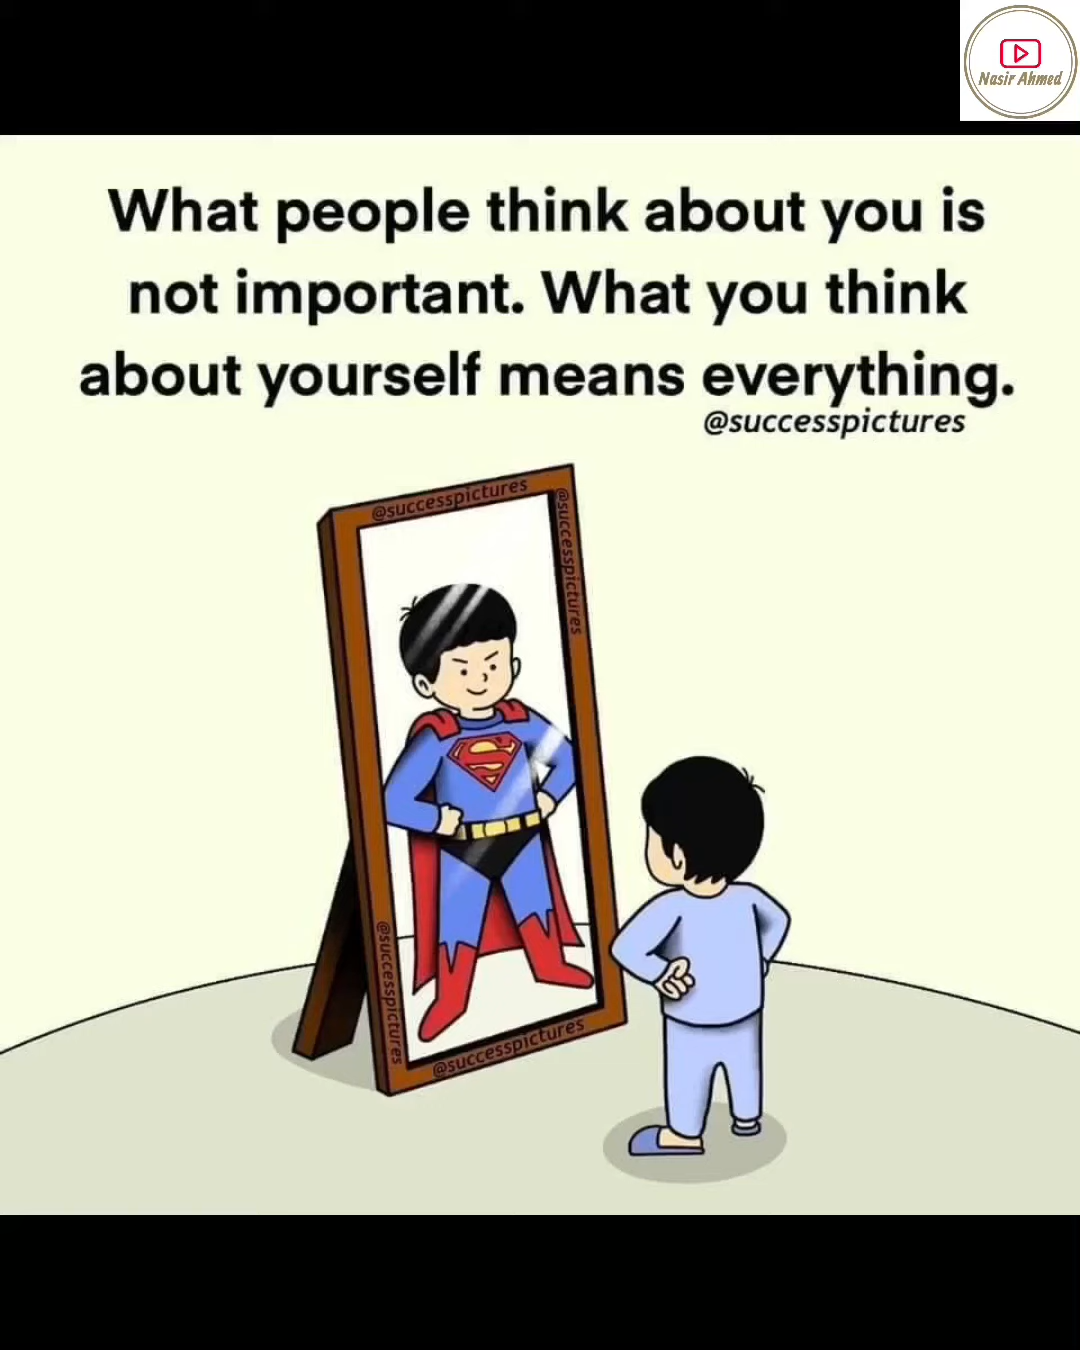 Nasir Ahmed
What people think about you is
not important. What you think
about yourself means everything.
@successpictures
@successpictures
@successpictures
@successpictures
@successpictures